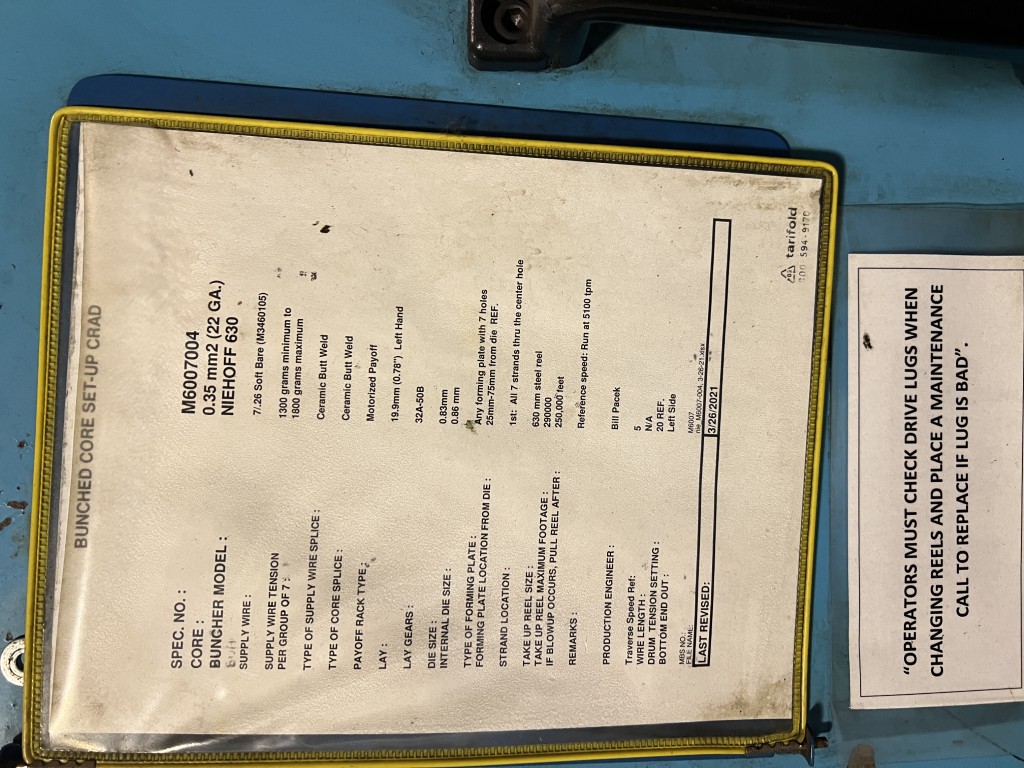 BUNCHED CORE SET-UP CRAD
SPEC. NO. : M6007004
CORE : 0.35 mm2 (22 GA.)
BUNCHER MODEL : NIEHOFF 630
SUPPLY WIRE : 7/26 Soft Bare (M3460105)
SUPPLY WIRE TENSION 1300 grams minimum to
PER GROUP OF 7 : 1800 grams maximum
TYPE OF SUPPLY WIRE SPLICE : Ceramic Butt Weld
TYPE OF CORE SPLICE : Ceramic Butt Weld
PAYOFF RACK TYPE : Motorized Payoff
LAY : 19.9mm (0.78") Left Hand
LAY GEARS : 32A-50B
DIE SIZE : 0.83mm
INTERNAL DIE SIZE : 0.86 mm
TYPE OF FORMING PLATE : Any forming plate with 7 holes
FORMING PLATE LOCATION FROM DIE : 25mm-75mm from die REF.
STRAND LOCATION : 1st: All 7 strands thru the center hole
TAKE UP REEL SIZE : 630 mm steel reel
TAKE UP REEL MAXIMUM FOOTAGE : 290000
IF BLOWUP OCCURS, PULL REEL AFTER : 250,000 feet
REMARKS : Reference speed: Run at 5100 tpm
PRODUCTION ENGINEER : Bill Pacek
Traverse Speed Ref: 5
WIRE LENGTH : N/A
DRUM TENSION SETTING : 20 REF.
BOTTOM END OUT : Left Side
MBS NO.: M6007
FILE NAME: nie_M6007-004, 3-26-21.xlsx
LAST REVISED: 3/26/2021
tarifold
594-9170
“OPERATORS MUST CHECK DRIVE LUGS WHEN
CHANGING REELS AND PLACE A MAINTENANCE
CALL TO REPLACE IF LUG IS BAD”.